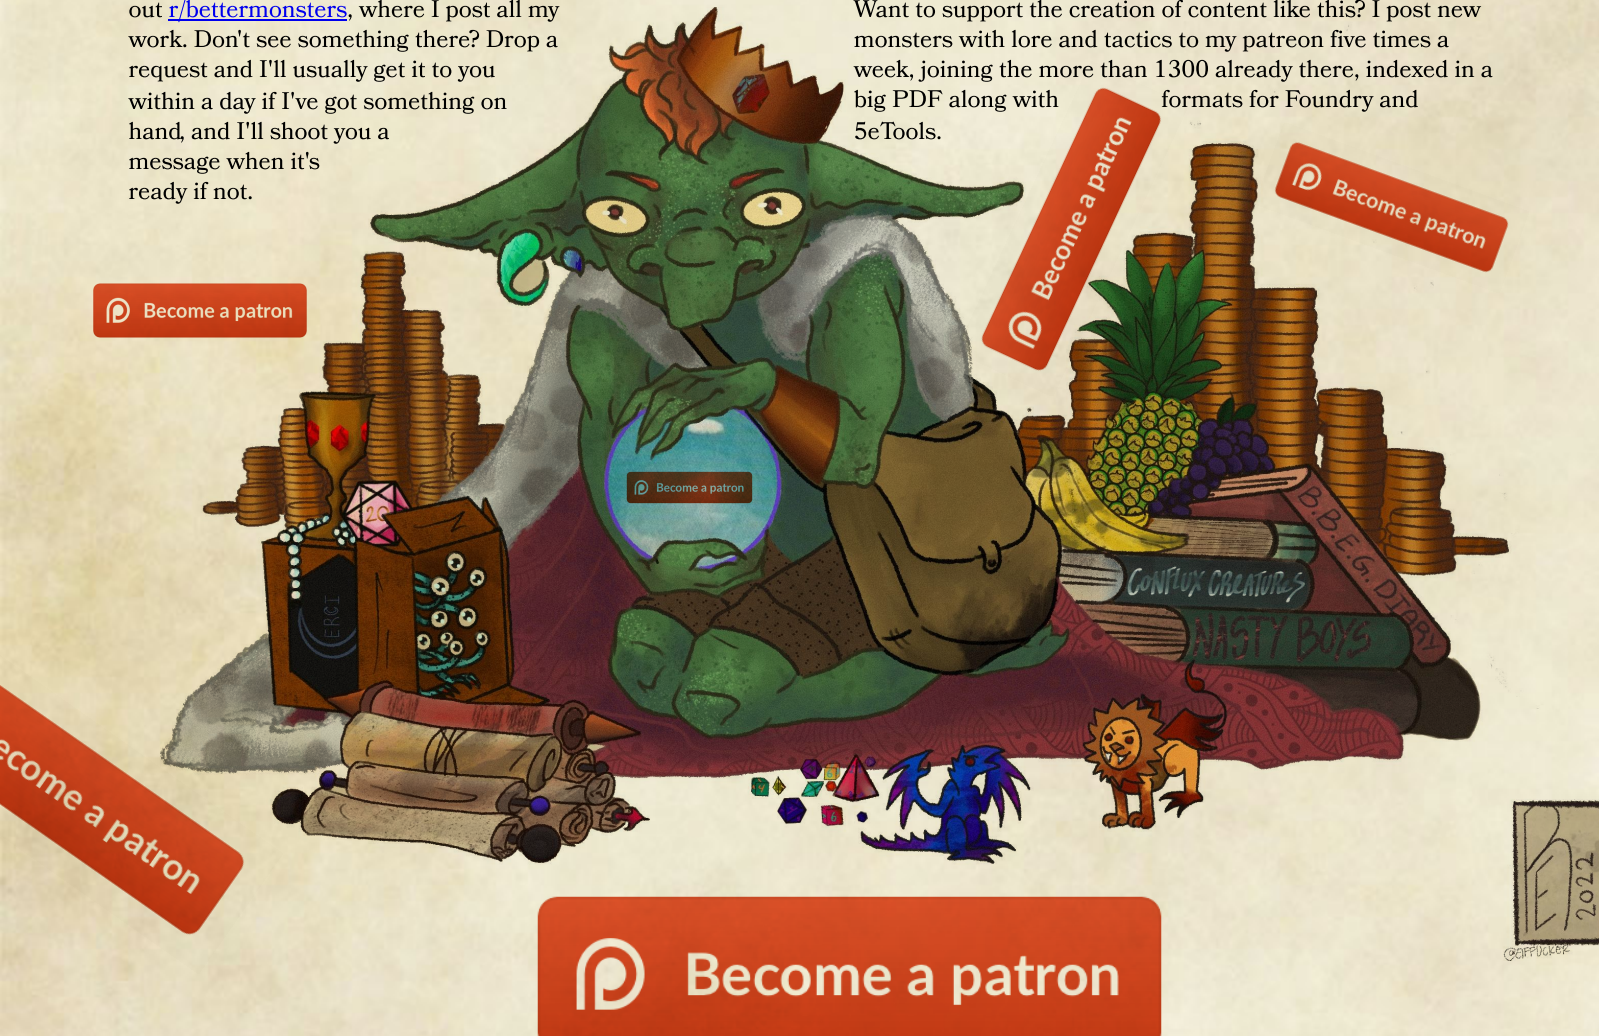 out r/bettermonsters, where I post all my
work. Don't see something there? Drop a
request and I'll usually get it to you
within a day if I've got something on
hand, and I'll shoot you a
message when it's
ready if not.
Want to support the creation of content like this? I post new
monsters with lore and tactics to my patreon five times a
week, joining the more than 1300 already there, indexed in a
big PDF along with formats for Foundry and
5eTools.
Become a patron
Become a patron
Become a patron
Become a patron
20
ERCI
B.B.E.G. DIARY
CONFLUX CREATURES
NASTY BOYS
ecome a patron
2022
Become a patron